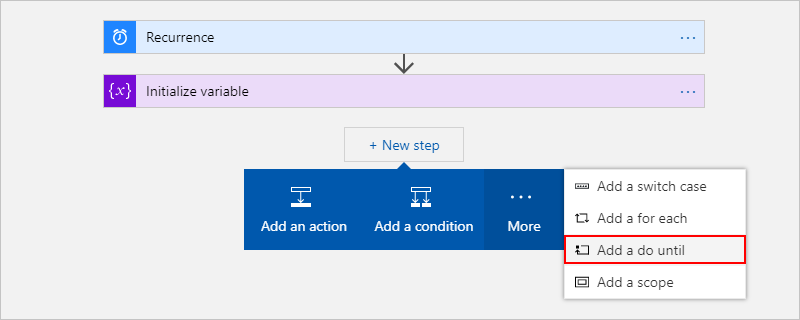 Recurrence
...
{x} Initialize variable
...
+ New step
Add an action
Add a condition
...
More
Add a switch case
Add a for each
Add a do until
Add a scope